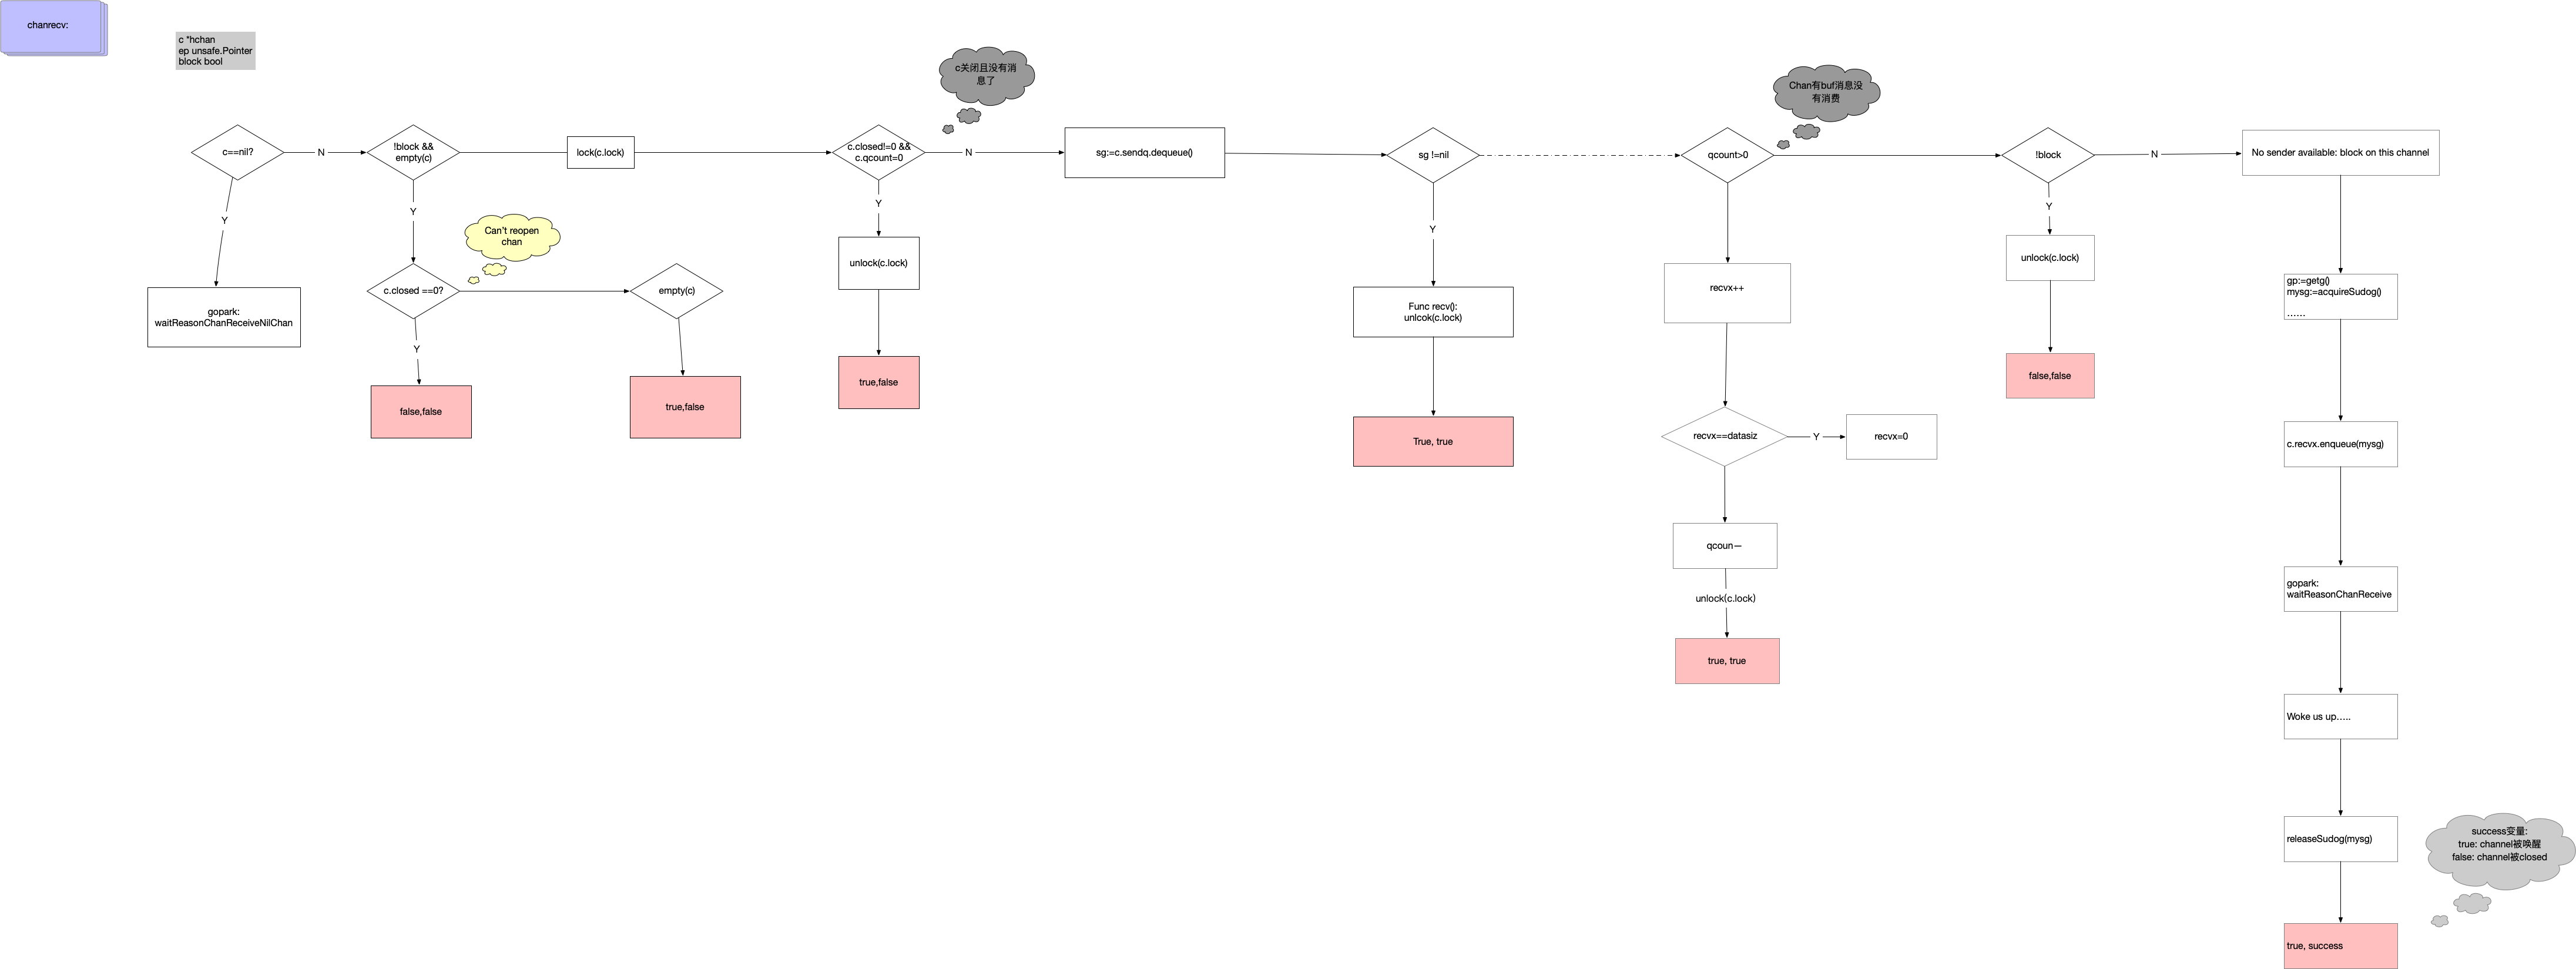 chanrecv:
c *hchan
ep unsafe.Pointer
block bool
c关闭且没有消
息了
Chan有buf消息没
有消费
c==nil?
N
!block &&
empty(c)
lock(c.lock)
c.closed!=0 &&
c.qcount=0
N
sg:=c.sendq.dequeue()
sg !=nil
qcount>0
!block
N
No sender available: block on this channel
Y
Y
Y
Y
Y
Can't reopen
chan
unlock(c.lock)
unlock(c.lock)
c.closed ==0?
empty(c)
recvx++
gp:=getg()
mysg:=acquireSudog()
......
gopark:
waitReasonChanReceiveNilChan
Func recv():
unlcok(c.lock)
Y
false,false
true,false
true,false
false,false
True, true
recvx==datasiz
Y
recvx=0
c.recvx.enqueue(mysg)
qcoun—
unlock(c.lock)
gopark:
waitReasonChanReceive
true, true
Woke us up.....
releaseSudog(mysg)
success变量:
true: channel被唤醒
false: channel被closed
true, success